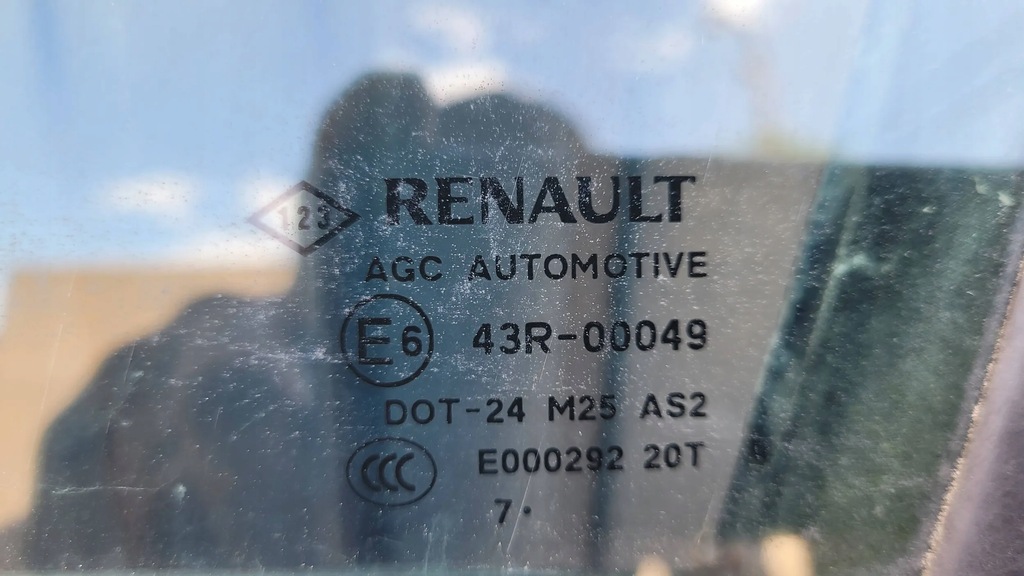 123 RENAULT
AGC AUTOMOTIVE
E6 43R-00049
DOT-24 M25 AS2
CCC E000292 20T
7.